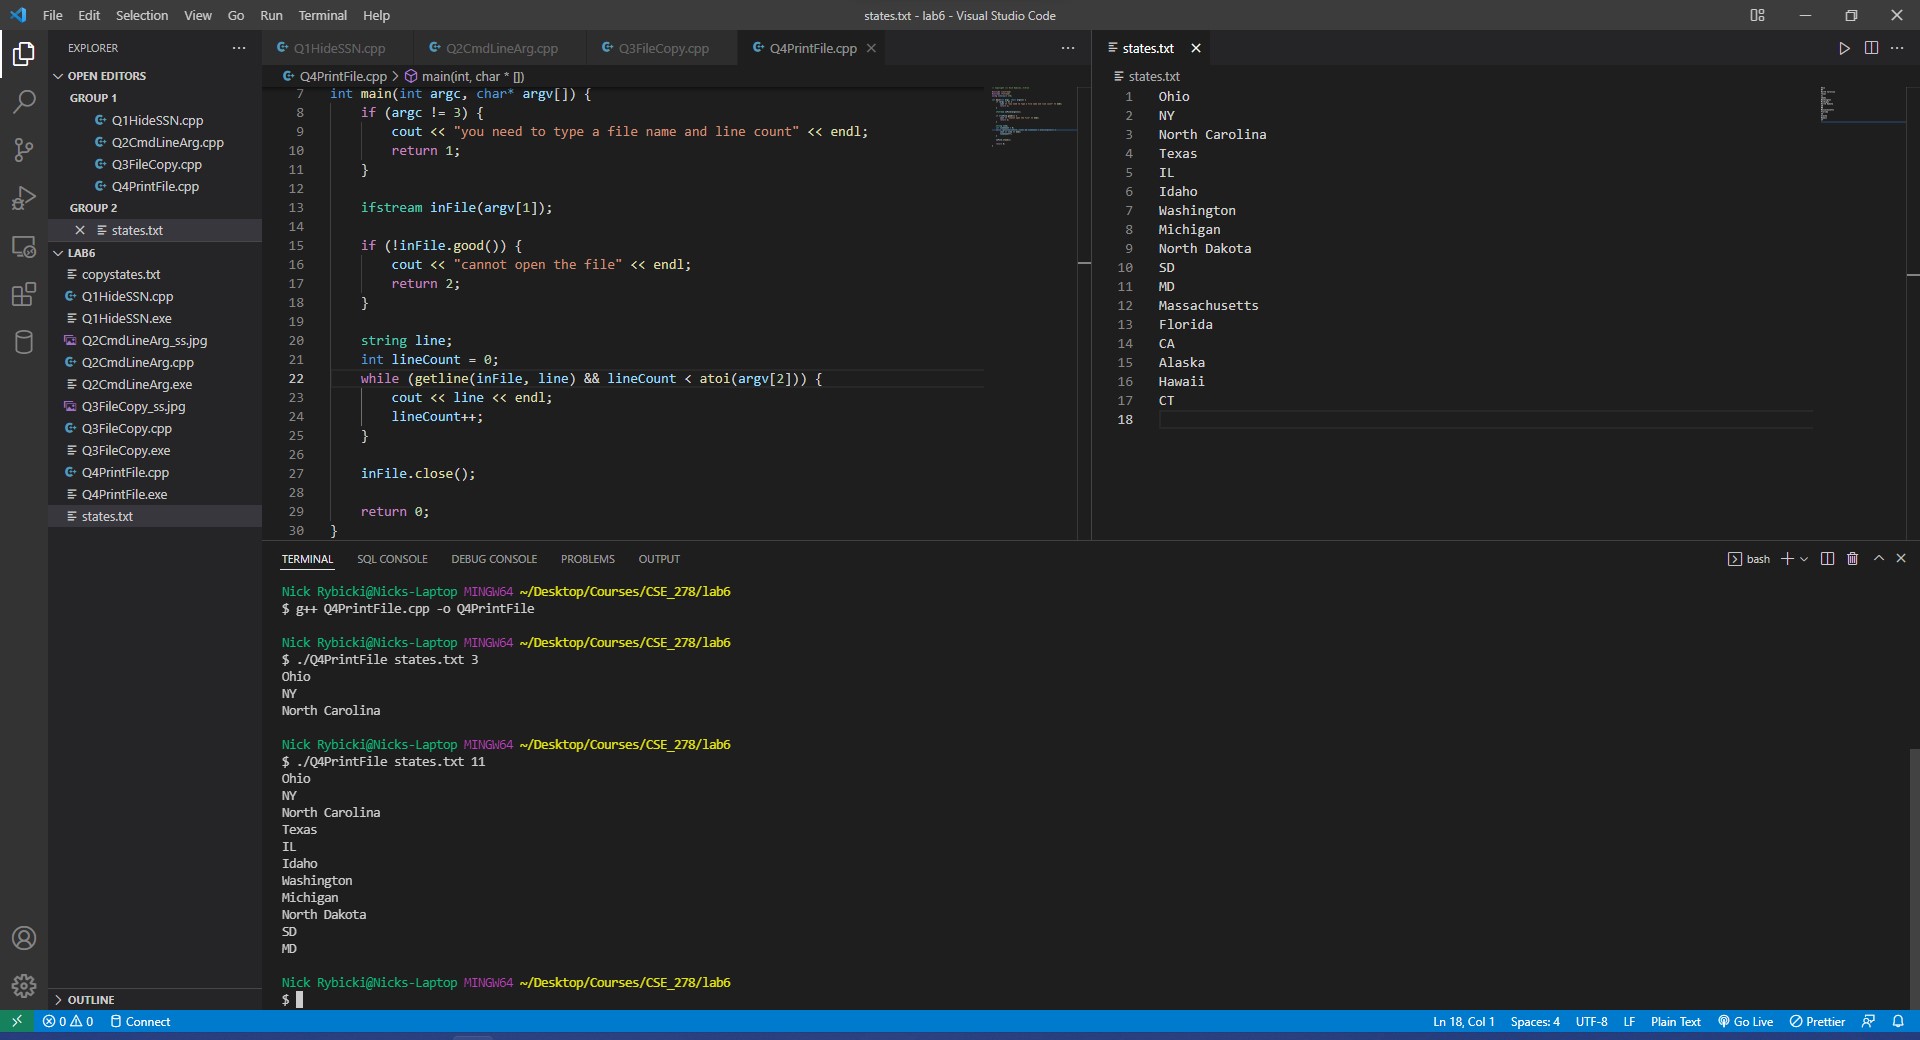 File Edit Selection View Go Run Terminal Help
states.txt - lab6 - Visual Studio Code
EXPLORER
OPEN EDITORS
GROUP 1
Q1HideSSN.cpp
Q2CmdLineArg.cpp
Q3FileCopy.cpp
Q4PrintFile.cpp
GROUP 2
states.txt
LAB6
copystates.txt
Q1HideSSN.cpp
Q1HideSSN.exe
Q2CmdLineArg_ss.jpg
Q2CmdLineArg.cpp
Q2CmdLineArg.exe
Q3FileCopy_ss.jpg
Q3FileCopy.cpp
Q3FileCopy.exe
Q4PrintFile.cpp
Q4PrintFile.exe
states.txt
OUTLINE
Q1HideSSN.cpp Q2CmdLineArg.cpp Q3FileCopy.cpp Q4PrintFile.cpp
Q4PrintFile.cpp > main(int, char * [])
7 int main(int argc, char* argv[]) {
8 if (argc != 3) {
9 cout << "you need to type a file name and line count" << endl;
10 return 1;
11 }
12
13 ifstream inFile(argv[1]);
14
15 if (!inFile.good()) {
16 cout << "cannot open the file" << endl;
17 return 2;
18 }
19
20 string line;
21 int lineCount = 0;
22 while (getline(inFile, line) && lineCount < atoi(argv[2])) {
23 cout << line << endl;
24 lineCount++;
25 }
26
27 inFile.close();
28
29 return 0;
30 }
states.txt
states.txt
1 Ohio
2 NY
3 North Carolina
4 Texas
5 IL
6 Idaho
7 Washington
8 Michigan
9 North Dakota
10 SD
11 MD
12 Massachusetts
13 Florida
14 CA
15 Alaska
16 Hawaii
17 CT
18
TERMINAL SQL CONSOLE DEBUG CONSOLE PROBLEMS OUTPUT
bash
Nick Rybicki@Nicks-Laptop MINGW64 ~/Desktop/Courses/CSE_278/lab6
$ g++ Q4PrintFile.cpp -o Q4PrintFile
Nick Rybicki@Nicks-Laptop MINGW64 ~/Desktop/Courses/CSE_278/lab6
$ ./Q4PrintFile states.txt 3
Ohio
NY
North Carolina
Nick Rybicki@Nicks-Laptop MINGW64 ~/Desktop/Courses/CSE_278/lab6
$ ./Q4PrintFile states.txt 11
Ohio
NY
North Carolina
Texas
IL
Idaho
Washington
Michigan
North Dakota
SD
MD
Nick Rybicki@Nicks-Laptop MINGW64 ~/Desktop/Courses/CSE_278/lab6
$
0 0 Connect
Ln 18, Col 1 Spaces: 4 UTF-8 LF Plain Text Go Live Prettier